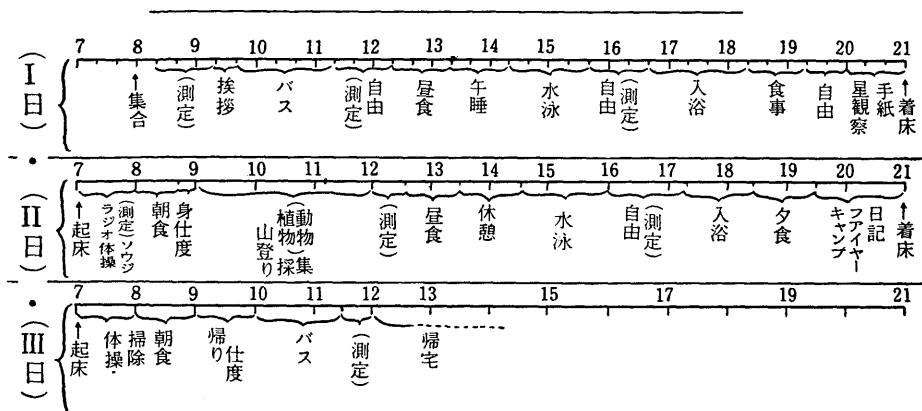 (I日)
7 8 9 10 11 12 13 14 15 16 17 18 19 20 21
↑集合
(測定)
挨拶
バス
(測定)
自由
昼食
午睡
水泳
自由
(測定)
入浴
食事
自由
星観察
手紙
↑着床
・
(II日)
7 8 9 10 11 12 13 14 15 16 17 18 19 20 21
↑起床
ラジオ体操
(測定)ソウジ
朝食
身仕度
山登り
(動物)集
植物)採
(測定)
昼食
休憩
水泳
自由
(測定)
入浴
夕食
キャンプ
フアイヤー
日記
↑着床
・
(III日)
7 8 9 10 11 12 13 15 17 19 21
↑起床
体操・
掃除
朝食
帰り
仕度
バス
(測定)
帰宅